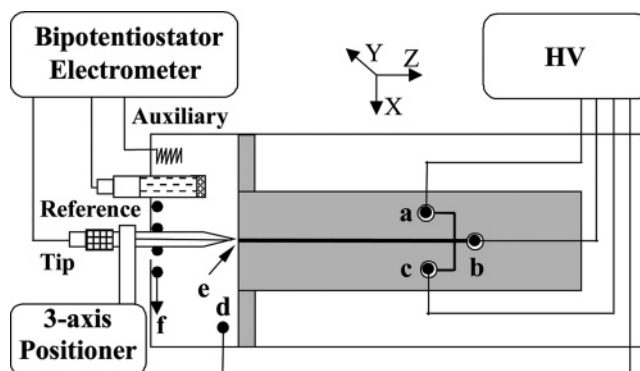 Bipotentiostator
Electrometer
Auxiliary
Reference
Tip
3-axis
Positioner
Y
Z
X
HV
a
b
c
d
e
f